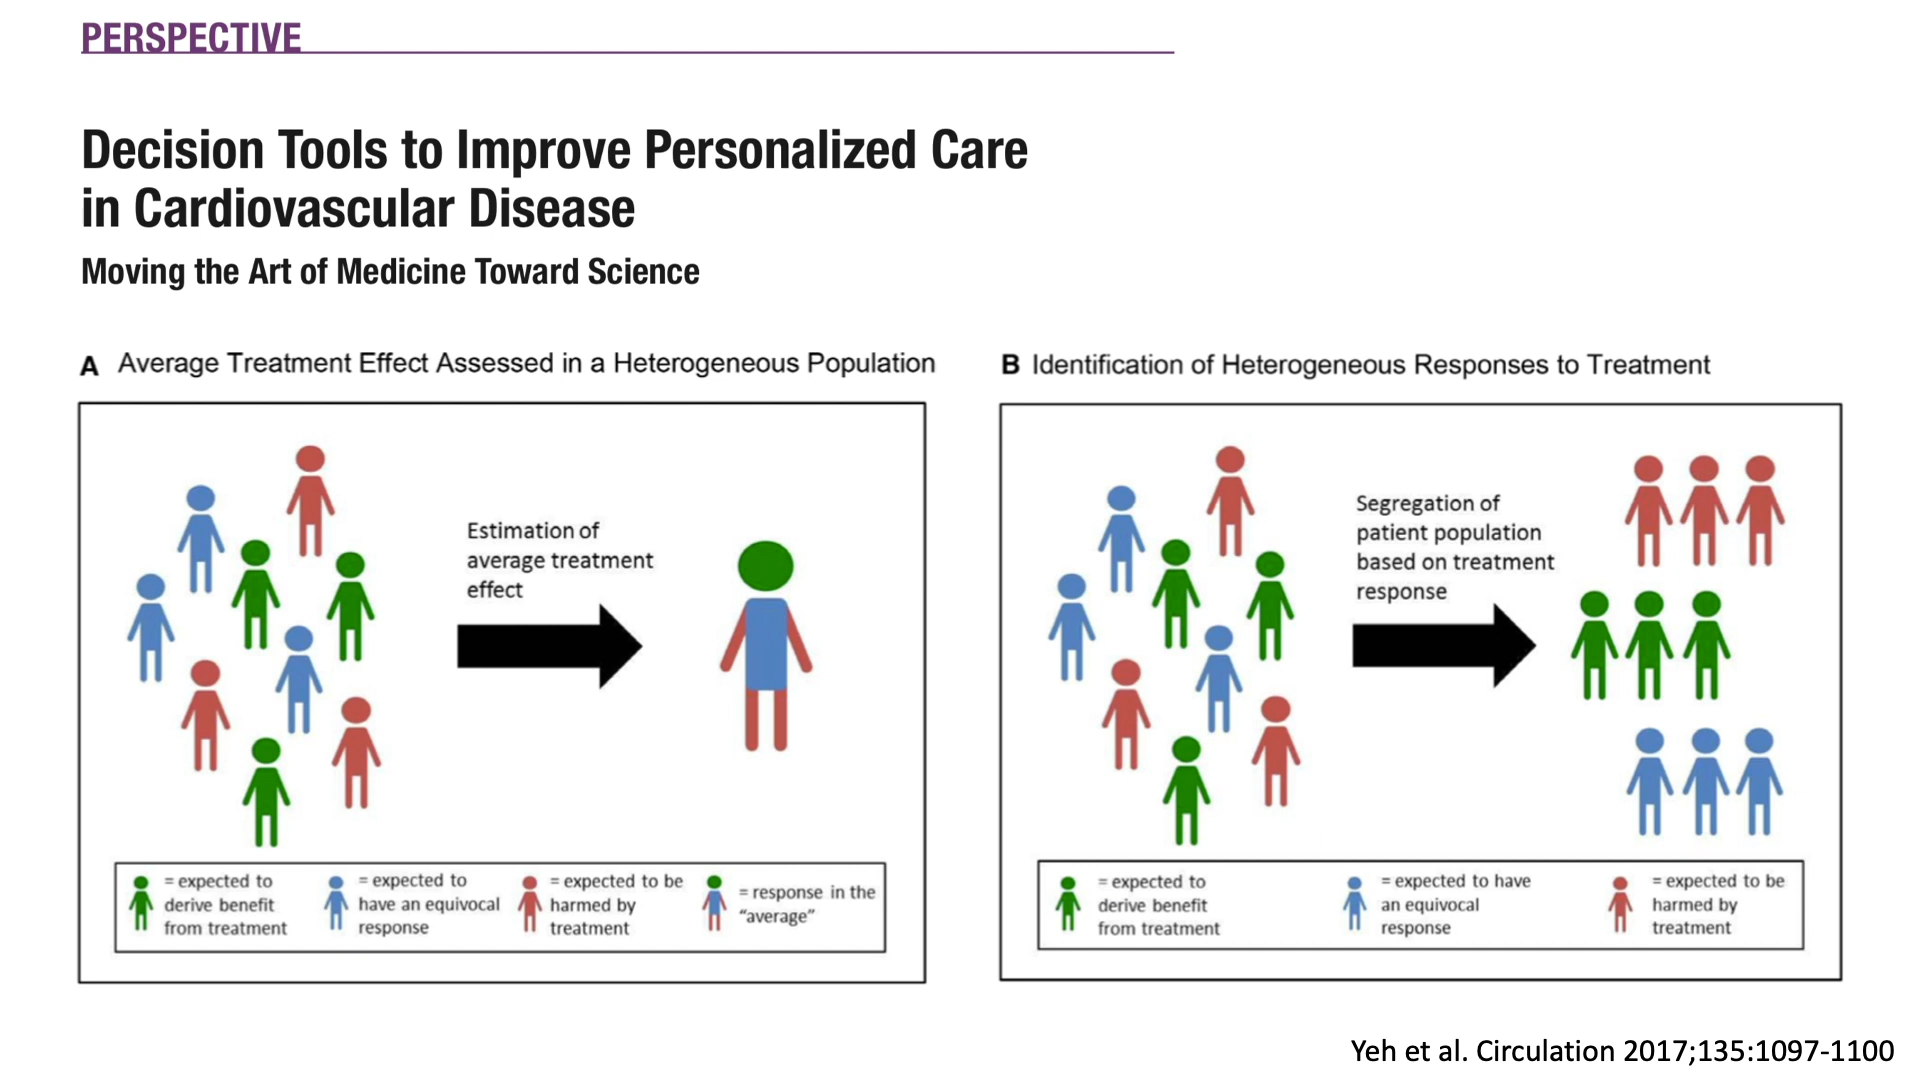 PERSPECTIVE
Decision Tools to Improve Personalized Care
in Cardiovascular Disease
Moving the Art of Medicine Toward Science
A Average Treatment Effect Assessed in a Heterogeneous Population
Estimation of
average treatment
effect
= expected to
derive benefit
from treatment
= expected to
have an equivocal
response
= expected to be
harmed by
treatment
= response in the
“average”
B Identification of Heterogeneous Responses to Treatment
Segregation of
patient population
based on treatment
response
= expected to
derive benefit
from treatment
= expected to have
an equivocal
response
= expected to be
harmed by
treatment
Yeh et al. Circulation 2017;135:1097-1100